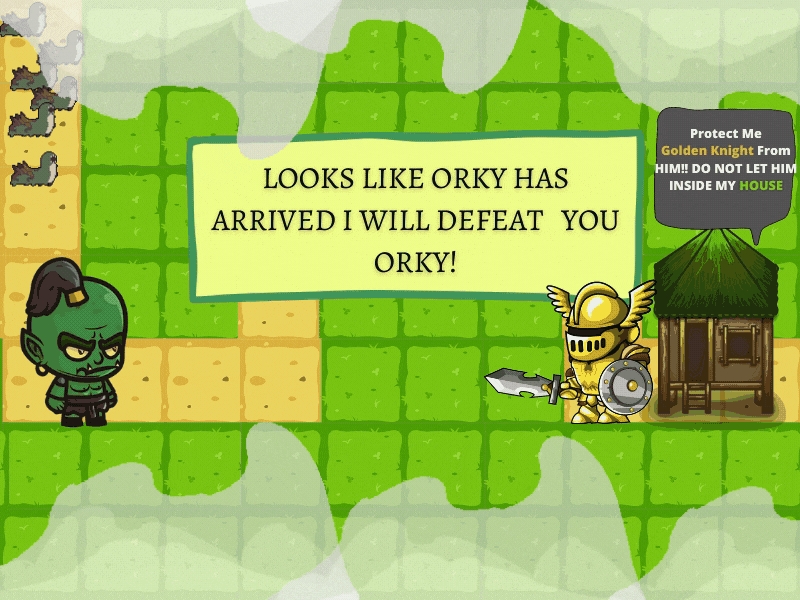 LOOKS LIKE ORKY HAS
ARRIVED I WILL DEFEAT YOU
ORKY!
Protect Me
Golden Knight From
HIM!! DO NOT LET HIM
INSIDE MY HOUSE